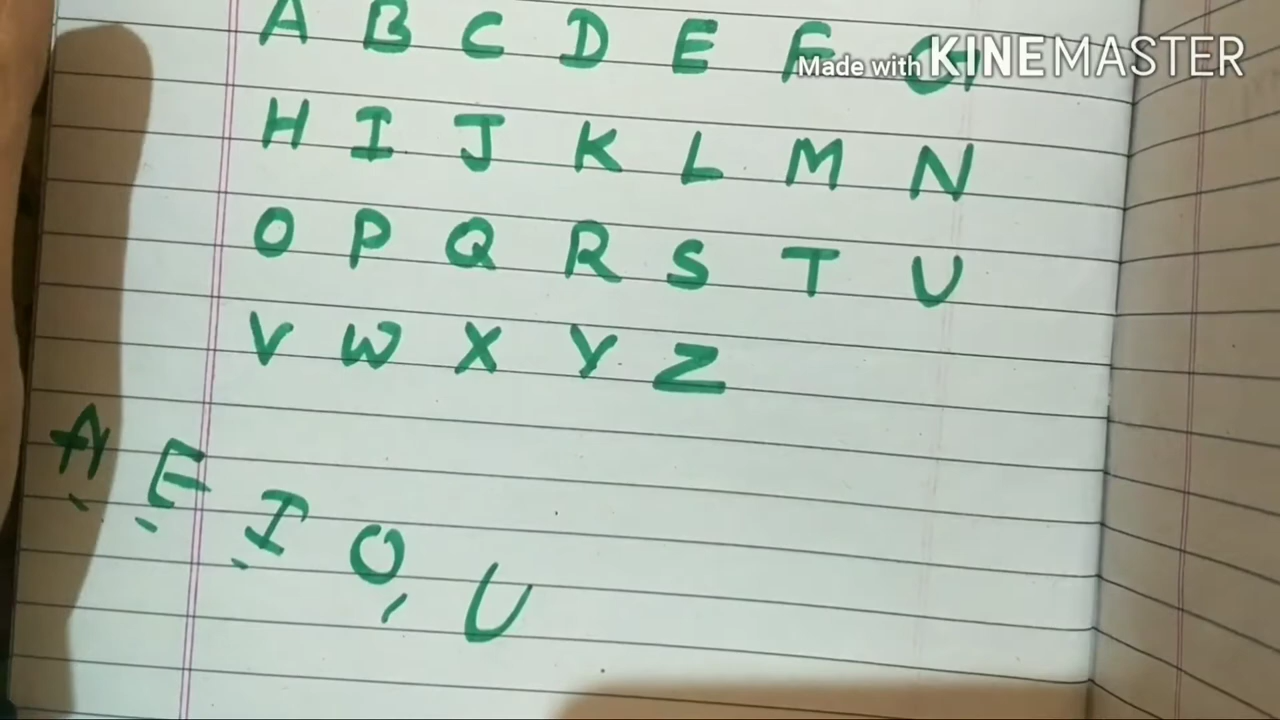 A B C D E F G
Made with KINEMASTER
H I J K L M N
O P Q R S T U
V W X Y Z
A, E, I, O, U